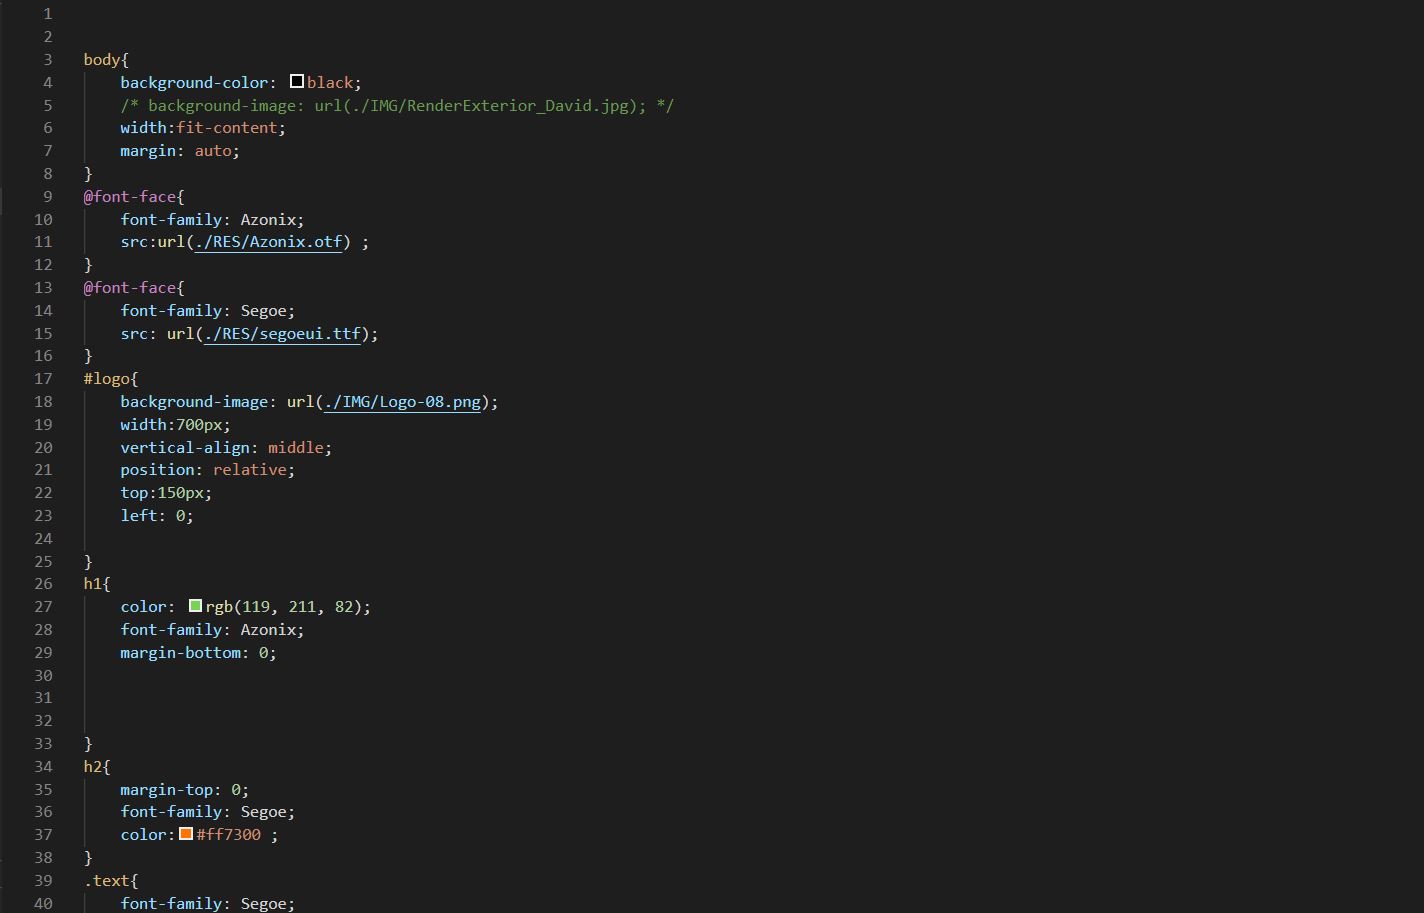 1
2
3 body{
4 background-color: black;
5 /* background-image: url(./IMG/RenderExterior_David.jpg); */
6 width:fit-content;
7 margin: auto;
8 }
9 @font-face{
10 font-family: Azonix;
11 src:url(./RES/Azonix.otf) ;
12 }
13 @font-face{
14 font-family: Segoe;
15 src: url(./RES/segoeui.ttf);
16 }
17 #logo{
18 background-image: url(./IMG/Logo-08.png);
19 width:700px;
20 vertical-align: middle;
21 position: relative;
22 top:150px;
23 left: 0;
24
25 }
26 h1{
27 color: rgb(119, 211, 82);
28 font-family: Azonix;
29 margin-bottom: 0;
30
31
32
33 }
34 h2{
35 margin-top: 0;
36 font-family: Segoe;
37 color:#ff7300 ;
38 }
39 .text{
40 font-family: Segoe;